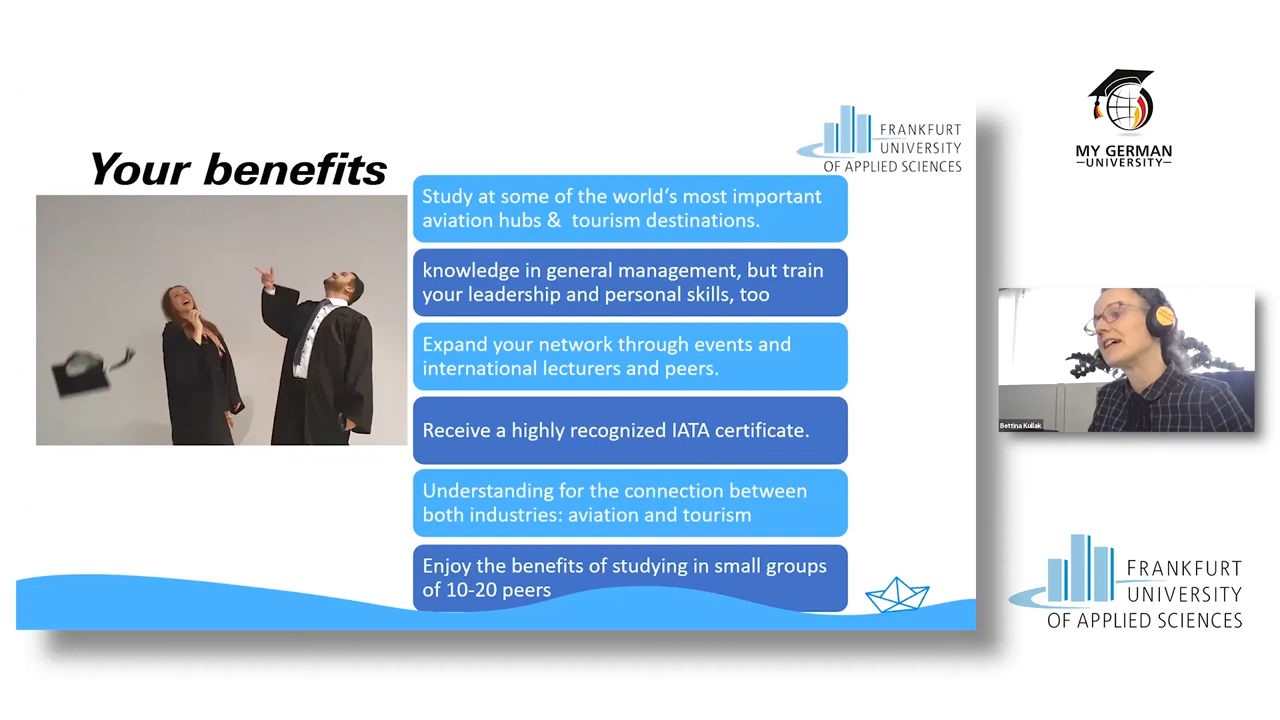 Your benefits
FRANKFURT
UNIVERSITY
OF APPLIED SCIENCES
Study at some of the world‘s most important
aviation hubs &  tourism destinations.
knowledge in general management, but train
your leadership and personal skills, too
Expand your network through events and
international lecturers and peers.
Receive a highly recognized IATA certificate.
Understanding for the connection between
both industries: aviation and tourism
Enjoy the benefits of studying in small groups
of 10-20 peers
MY GERMAN
UNIVERSITY
Bettina Kullak
FRANKFURT
UNIVERSITY
OF APPLIED SCIENCES